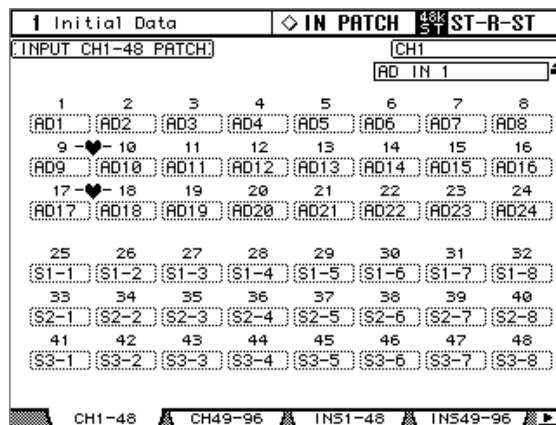 1 Initial Data ◇ IN PATCH 48k ST ST-R-ST
INPUT CH1-48 PATCH CH1
AD IN 1
1 2 3 4 5 6 7 8
AD1 AD2 AD3 AD4 AD5 AD6 AD7 AD8
9 -♥- 10 11 12 13 14 15 16
AD9 AD10 AD11 AD12 AD13 AD14 AD15 AD16
17 -♥- 18 19 20 21 22 23 24
AD17 AD18 AD19 AD20 AD21 AD22 AD23 AD24
25 26 27 28 29 30 31 32
S1-1 S1-2 S1-3 S1-4 S1-5 S1-6 S1-7 S1-8
33 34 35 36 37 38 39 40
S2-1 S2-2 S2-3 S2-4 S2-5 S2-6 S2-7 S2-8
41 42 43 44 45 46 47 48
S3-1 S3-2 S3-3 S3-4 S3-5 S3-6 S3-7 S3-8
CH1-48 CH49-96 INS1-48 INS49-96